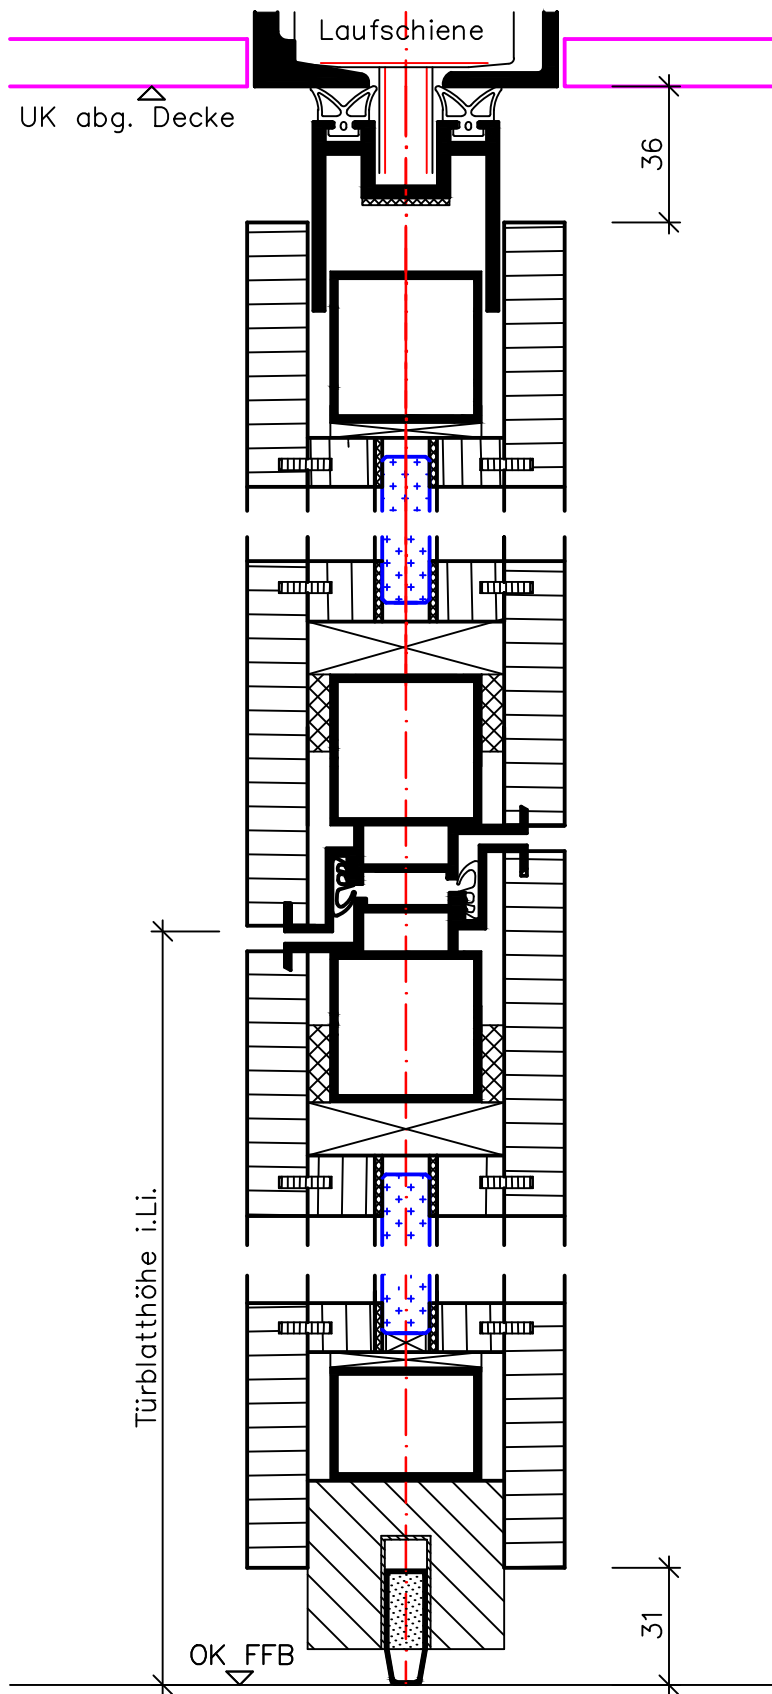 Laufschiene
UK abg. Decke
36
Türblatthöhe i.Li.
OK FFB
31